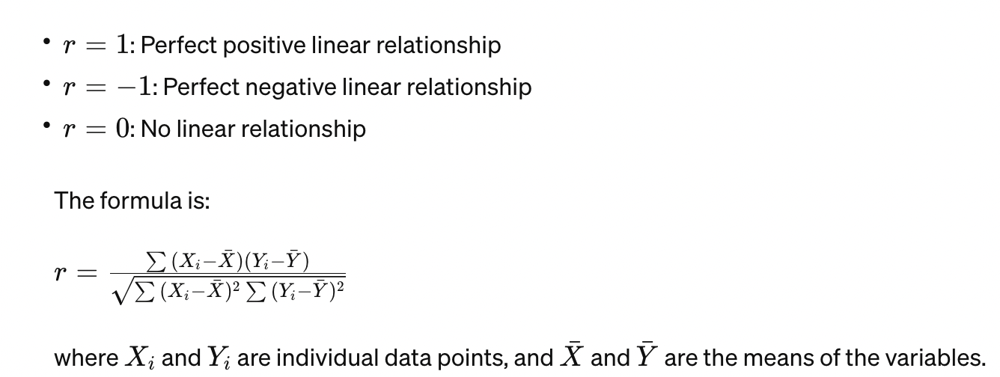 • r = 1: Perfect positive linear relationship
• r = −1: Perfect negative linear relationship
• r = 0: No linear relationship
The formula is:
r = \frac{\sum (X_i - \bar{X})(Y_i - \bar{Y})}{\sqrt{\sum (X_i - \bar{X})^2 \sum (Y_i - \bar{Y})^2}}
where X_i and Y_i are individual data points, and \bar{X} and \bar{Y} are the means of the variables.